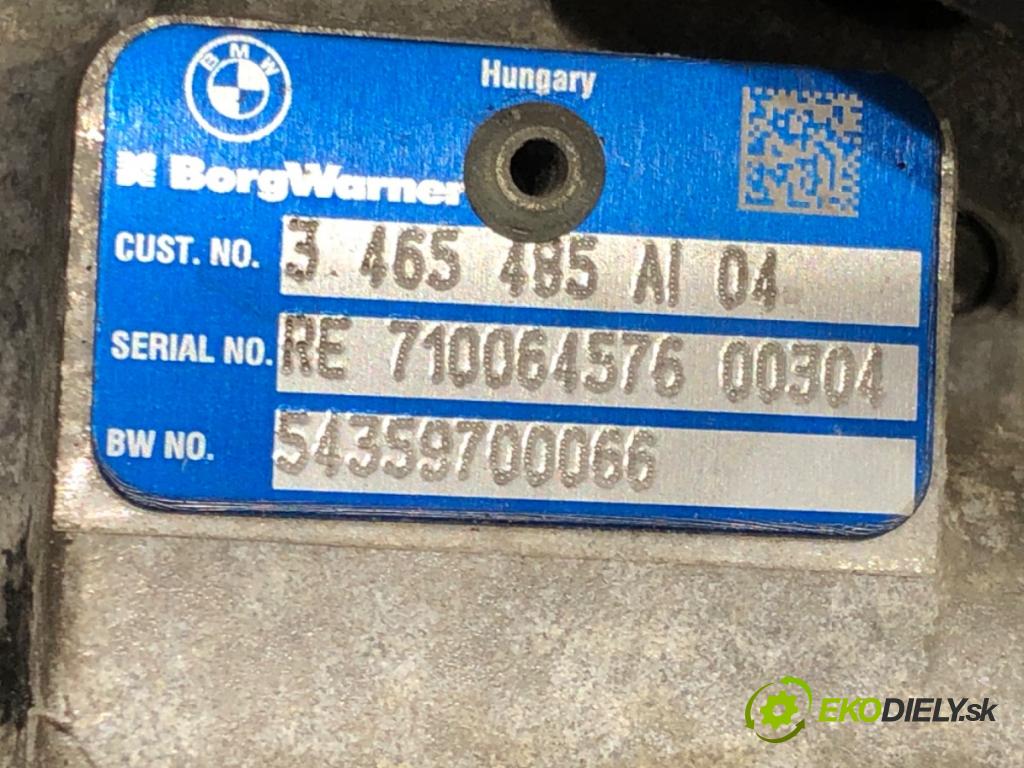 BMW
Hungary
BorgWarner
CUST. NO. 3 465 485 AI 04
SERIAL NO. RE 710064576 00304
BW NO. 54359700066
EKODIELY.sk